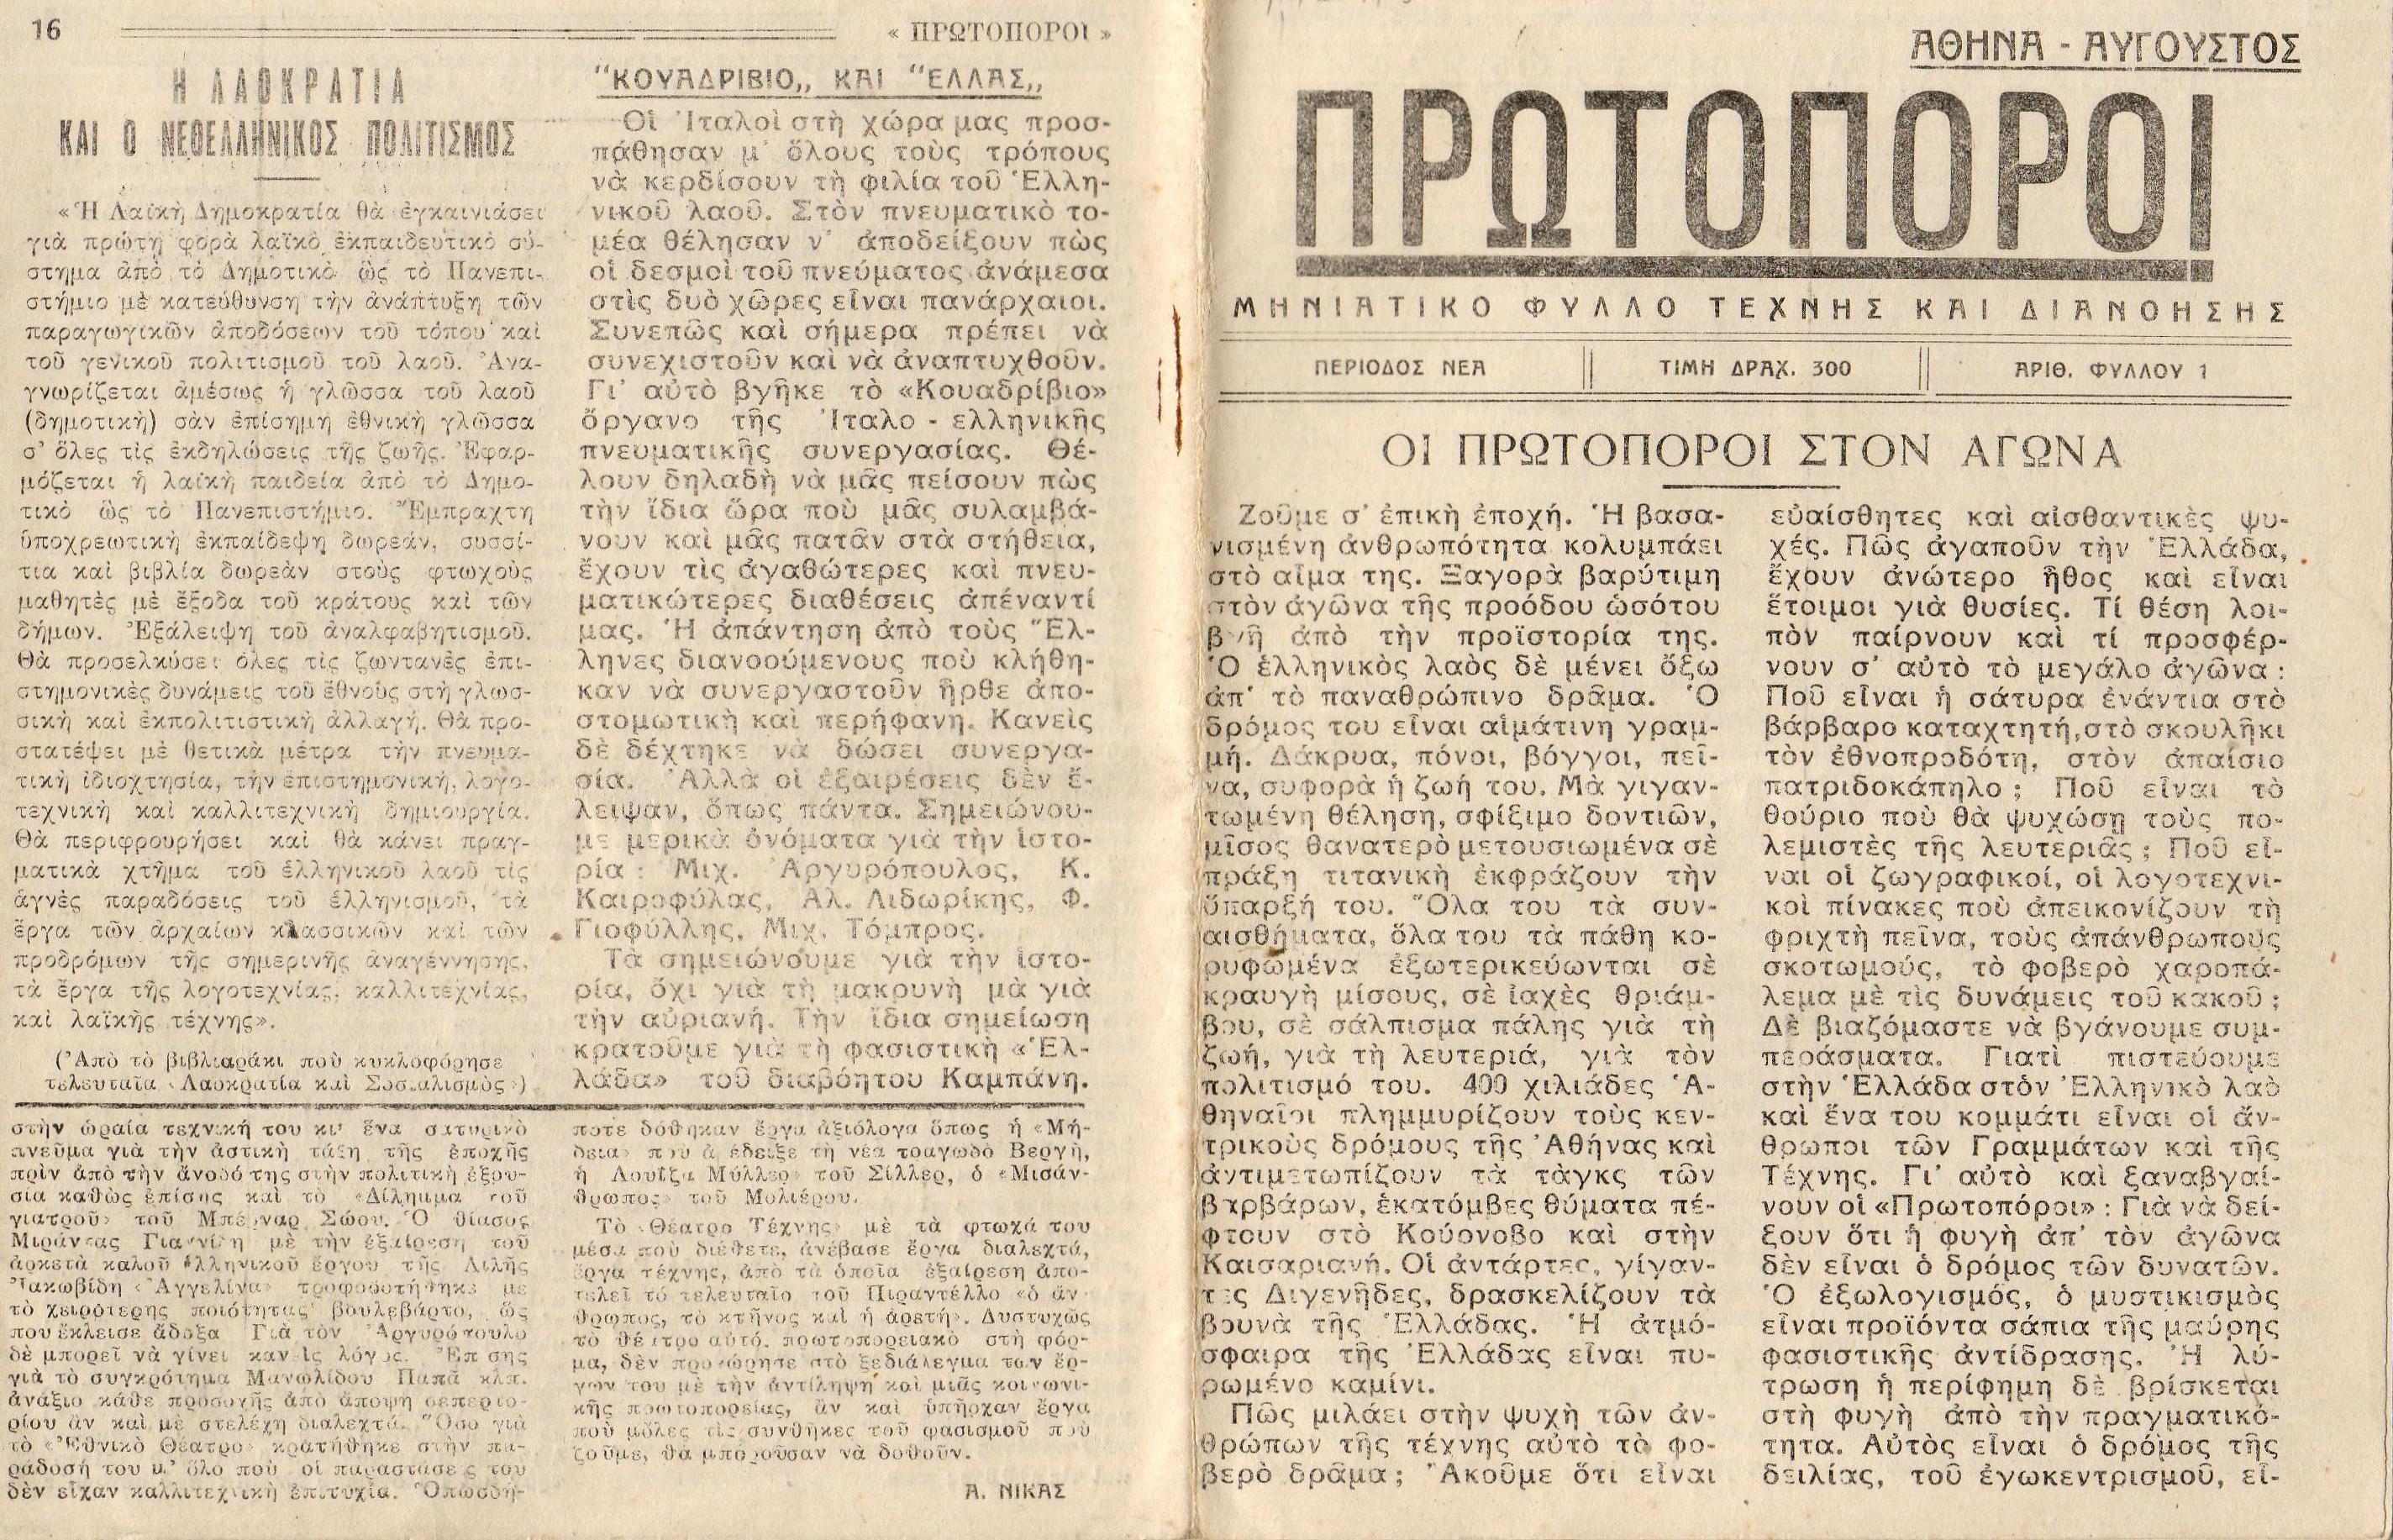 16
« ΠΡΩΤΟΠΟΡΟΙ »
Η ΛΑΟΚΡΑΤΙΑ
ΚΑΙ Ο ΝΕΟΕΛΛΗΝΙΚΟΣ ΠΟΛΙΤΙΣΜΟΣ
«Ἡ Λαϊκὴ Δημοκρατία θὰ ἐγκαινιάσει
γιὰ πρώτη φορὰ λαϊκὸ ἐκπαιδευτικὸ σύ-
στημα ἀπὸ τὸ Δημοτικὸ ὣς τὸ Πανεπι-
στήμιο μὲ κατεύθυνση τὴν ἀνάπτυξη τῶν
παραγωγικῶν ἀποδόσεων τοῦ τόπου καὶ
τοῦ γενικοῦ πολιτισμοῦ τοῦ λαοῦ. Ἀνα-
γνωρίζεται ἀμέσως ἡ γλῶσσα τοῦ λαοῦ
(δημοτικὴ) σὰν ἐπίσημη ἐθνικὴ γλῶσσα
σ' ὅλες τὶς ἐκδηλώσεις τῆς ζωῆς. Ἐφαρ-
μόζεται ἡ λαϊκὴ παιδεία ἀπὸ τὸ Δημο-
τικὸ ὣς τὸ Πανεπιστήμιο. Ἔμπραχτη
ὑποχρεωτικὴ ἐκπαίδεψη δωρεάν, συσσί-
τια καὶ βιβλία δωρεὰν στοὺς φτωχοὺς
μαθητὲς μὲ ἔξοδα τοῦ κράτους καὶ τῶν
δήμων. Ἐξάλειψη τοῦ ἀναλφαβητισμοῦ.
Θὰ προσελκύσει ὅλες τὶς ζωντανὲς ἐπι-
στημονικὲς δυνάμεις τοῦ ἔθνους στὴ γλωσ-
σικὴ καὶ ἐκπολιτιστικὴ ἀλλαγή. Θὰ προ-
στατέψει μὲ θετικὰ μέτρα τὴν πνευμα-
τικὴ ἰδιοχτησία, τὴν ἐπιστημονική, λογο-
τεχνικὴ καὶ καλλιτεχνικὴ δημιουργία.
Θὰ περιφρουρήσει καὶ θὰ κάνει πραγ-
ματικὰ χτῆμα τοῦ ἑλληνικοῦ λαοῦ τὶς
ἁγνὲς παραδόσεις τοῦ ἑλληνισμοῦ, τὰ
ἔργα τῶν ἀρχαίων κλασσικῶν καὶ τῶν
προδρόμων τῆς σημερινῆς ἀναγέννησης,
τὰ ἔργα τῆς λογοτεχνίας, καλλιτεχνίας,
καὶ λαϊκῆς τέχνης».
(Ἀπὸ τὸ βιβλιαράκι ποὺ κυκλοφόρησε
τελευταῖα «Λαοκρατία καὶ Σοσιαλισμὸς»)
"ΚΟΥΑΔΡΙΒΙΟ„ ΚΑΙ "ΕΛΛΑΣ„
Οἱ Ἰταλοὶ στὴ χώρα μας προσ-
πάθησαν μ' ὅλους τοὺς τρόπους
νὰ κερδίσουν τὴ φιλία τοῦ Ἑλλη-
νικοῦ λαοῦ. Στὸν πνευματικὸ το-
μέα θέλησαν ν' ἀποδείξουν πὼς
οἱ δεσμοὶ τοῦ πνεύματος ἀνάμεσα
στὶς δυὸ χῶρες εἶναι πανάρχαιοι.
Συνεπῶς καὶ σήμερα πρέπει νὰ
συνεχιστοῦν καὶ νὰ ἀναπτυχθοῦν.
Γι' αὐτὸ βγῆκε τὸ «Κουαδρίβιο»
ὄργανο τῆς Ἰταλο - ελληνικῆς
πνευματικῆς συνεργασίας. Θέ-
λουν δηλαδὴ νὰ μᾶς πείσουν πὼς
τὴν ἴδια ὥρα ποὺ μᾶς συλαμβά-
νουν καὶ μᾶς πατᾶν στὰ στήθεια,
ἔχουν τὶς ἀγαθώτερες καὶ πνευ-
ματικώτερες διαθέσεις ἀπέναντί
μας. Ἡ ἀπάντηση ἀπὸ τοὺς Ἕλ-
ληνες διανοούμενους ποὺ κλήθη-
καν νὰ συνεργαστοῦν ἦρθε ἀπο-
στομωτικὴ καὶ περήφανη. Κανεὶς
δὲ δέχτηκε νὰ δώσει συνεργα-
σία. Ἀλλὰ οἱ ἐξαιρέσεις δὲν ἔ-
λειψαν, ὅπως πάντα. Σημειώνου-
με μερικὰ ὀνόματα γιὰ τὴν ἱστο-
ρία: Μιχ. Ἀργυρόπουλος, Κ.
Καιροφύλας, Αλ. Λιδωρίκης, Φ.
Γιοφύλλης, Μιχ. Τόμπρος.
Τὰ σημειώνουμε γιὰ τὴν ἱστο-
ρία, ὄχι γιὰ τὴ μακρυνὴ μὰ γιὰ
τὴν αὐριανή. Τὴν ἴδια σημείωση
κρατοῦμε γιὰ τὴ φασιστικὴ «Ἑλ-
λάδα» τοῦ διαβόητου Καμπάνη.
στὴν ὡραία τεχνική του κι' ἕνα σατυρικὸ
πνεῦμα γιὰ τὴν ἀστικὴ τάξη τῆς ἐποχῆς
πρὶν ἀπὸ τὴν ἄνοδό της στὴν πολιτικὴ ἐξου-
σία καθὼς ἐπίσης καὶ τὸ «Δίλημμα τοῦ
γιατροῦ» τοῦ Μπέρναρ Σώου. Ὁ θίασος
Μιράντας Γιαννίδη μὲ τὴν ἐξαίρεση τοῦ
ἀρκετὰ καλοῦ ἑλληνικοῦ ἔργου τῆς Λιλῆς
Ἰακωβίδη «Ἀγγελίνα» τροφοδοτήθηκε μὲ
τὸ χειρότερης ποιότητας βουλεβάρτο, ὥς
που ἔκλεισε ἄδοξα Γιὰ τὸν Ἀργυρόπουλο
δὲ μπορεῖ νὰ γίνει κανεὶς λόγος. Ἐπίσης
γιὰ τὸ συγκρότημα Μανωλίδου Παπᾶ κλπ.
ἀνάξιο κάθε προσοχῆς ἀπὸ ἄποψη ρεπερτο-
ρίου ἂν καὶ μὲ στελέχη διαλεχτά. Ὅσο γιὰ
τὸ «Ἐθνικὸ Θέατρο» κρατήθηκε στὴν πα-
ράδοσή του μ' ὅλο ποὺ οἱ παραστάσεις του
δὲν εἶχαν καλλιτεχνικὴ ἐπιτυχία. Ὁπωσδή-
ποτε δόθηκαν ἔργα ἀξιόλογα ὅπως ἡ «Μή-
δεια» ποὺ ἀνέδειξε τὴ νέα τραγωδὸ Βεργῆ,
ἡ Λουΐζα Μύλλερ» τοῦ Σίλλερ, ὁ «Μισάν-
θρωπος» τοῦ Μολιέρου.
Τὸ «Θέατρο Τέχνης» μὲ τὰ φτωχά του
μέσα ποὺ διέθετε, ἀνέβασε ἔργα διαλεχτά,
ἔργα τέχνης, ἀπὸ τὰ ὁποῖα ἐξαίρεση ἀπο-
τελεῖ τὸ τελευταῖο τοῦ Πιραντέλλο «ὁ ἄν-
θρωπος, τὸ κτῆνος καὶ ἡ ἀρετή». Δυστυχῶς
τὸ θέατρο αὐτό, πρωτοπορειακὸ στὴ φόρ-
μα, δὲν προχώρησε στὸ ξεδιάλεγμα των ἔρ-
γων του μὲ τὴν ἀντίληψη καὶ μιᾶς κοινωνι-
κῆς πρωτοπορείας, ἂν καὶ ὑπῆρχαν ἔργα
ποὺ μόλες τὶς συνθῆκες τοῦ φασισμοῦ ποὺ
ζοῦμε, θὰ μποροῦσαν νὰ δοθοῦν.
Α. ΝΙΚΑΣ
ΑΘΗΝΑ - ΑΥΓΟΥΣΤΟΣ
ΠΡΩΤΟΠΟΡΟΙ
ΜΗΝΙΑΤΙΚΟ ΦΥΛΛΟ ΤΕΧΝΗΣ ΚΑΙ ΔΙΑΝΟΗΣΗΣ
ΠΕΡΙΟΔΟΣ ΝΕΑ
ΤΙΜΗ ΔΡΑΧ. 300
ΑΡΙΘ. ΦΥΛΛΟΥ 1
ΟΙ ΠΡΩΤΟΠΟΡΟΙ ΣΤΟΝ ΑΓΩΝΑ
Ζοῦμε σ' ἐπικὴ ἐποχή. Ἡ βασα-
νισμένη ἀνθρωπότητα κολυμπάει
στὸ αἷμα της. Ξαγορὰ βαρύτιμη
στὸν ἀγῶνα τῆς προόδου ὡσότου
βγῆ ἀπὸ τὴν προϊστορία της.
Ὁ ἑλληνικὸς λαὸς δὲ μένει ὄξω
ἀπ' τὸ παναθρώπινο δρᾶμα. Ὁ
δρόμος του εἶναι αἱμάτινη γραμ-
μή. Δάκρυα, πόνοι, βόγγοι, πεῖ-
να, συφορὰ ἡ ζωή του. Μὰ γιγαν-
τωμένη θέληση, σφίξιμο δοντιῶν,
μῖσος θανατερὸ μετουσιωμένα σὲ
πράξη τιτανικὴ ἐκφράζουν τὴν
ὕπαρξή του. Ὅλα του τὰ συν-
αισθήματα, ὅλα του τὰ πάθη κο-
ρυφωμένα ἐξωτερικεύωνται σὲ
κραυγὴ μίσους, σὲ ἰαχὲς θριάμ-
βου, σὲ σάλπισμα πάλης γιὰ τὴ
ζωή, γιὰ τὴ λευτεριά, γιὰ τὸν
πολιτισμό του. 400 χιλιάδες Ἀ-
θηναῖοι πλημμυρίζουν τοὺς κεν-
τρικοὺς δρόμους τῆς Ἀθήνας καὶ
ἀντιμετωπίζουν τὰ τὰγκς τῶν
βαρβάρων, ἑκατόμβες θύματα πέ-
φτουν στὸ Κούρνοβο καὶ στὴν
Καισαριανή. Οἱ ἀντάρτες, γίγαν-
τες Διγενῆδες, δρασκελίζουν τὰ
βουνὰ τῆς Ἑλλάδας. Ἡ ἀτμό-
σφαιρα τῆς Ἑλλάδας εἶναι πυ-
ρωμένο καμίνι.
Πῶς μιλάει στὴν ψυχὴ τῶν ἀν-
θρώπων τῆς τέχνης αὐτὸ τὸ φο-
βερὸ δρᾶμα; Ἀκοῦμε ὅτι εἶναι
εὐαίσθητες καὶ αἰσθαντικὲς ψυ-
χές. Πῶς ἀγαποῦν τὴν Ἑλλάδα,
ἔχουν ἀνώτερο ἦθος καὶ εἶναι
ἕτοιμοι γιὰ θυσίες. Τί θέση λοι-
πὸν παίρνουν καὶ τί προσφέρ-
νουν σ' αὐτὸ τὸ μεγάλο ἀγῶνα:
Ποῦ εἶναι ἡ σάτυρα ἐνάντια στὸ
βάρβαρο καταχτητή, στὸ σκουλῆκι
τὸν ἐθνοπροδότη, στὸν ἀπαίσιο
πατριδοκάπηλο; Ποῦ εἶναι τὸ
θούριο ποὺ θὰ ψυχώσῃ τοὺς πο-
λεμιστὲς τῆς λευτεριᾶς; Ποῦ εἶ-
ναι οἱ ζωγραφικοί, οἱ λογοτεχνι-
κοὶ πίνακες ποὺ ἀπεικονίζουν τὴ
φριχτὴ πεῖνα, τοὺς ἀπάνθρωπους
σκοτωμούς, τὸ φοβερὸ χαροπά-
λεμα μὲ τὶς δυνάμεις τοῦ κακοῦ;
Δὲ βιαζόμαστε νὰ βγάνουμε συμ-
περάσματα. Γιατὶ πιστεύουμε
στὴν Ἑλλάδα στὸν Ἑλληνικὸ λαὸ
καὶ ἕνα του κομμάτι εἶναι οἱ ἄν-
θρωποι τῶν Γραμμάτων καὶ τῆς
Τέχνης. Γι' αὐτὸ καὶ ξαναβγαί-
νουν οἱ «Πρωτοπόροι»: Γιὰ νὰ δεί-
ξουν ὅτι ἡ φυγὴ ἀπ' τὸν ἀγῶνα
δὲν εἶναι ὁ δρόμος τῶν δυνατῶν.
Ὁ ἐξωλογισμός, ὁ μυστικισμὸς
εἶναι προϊόντα σάπια τῆς μαύρης
φασιστικῆς ἀντίδρασης. Ἡ λύ-
τρωση ἡ περίφημη δὲ βρίσκεται
στὴ φυγὴ ἀπὸ τὴν πραγματικό-
τητα. Αὐτὸς εἶναι ὁ δρόμος τῆς
δειλίας, τοῦ ἐγωκεντρισμοῦ, εἶ-